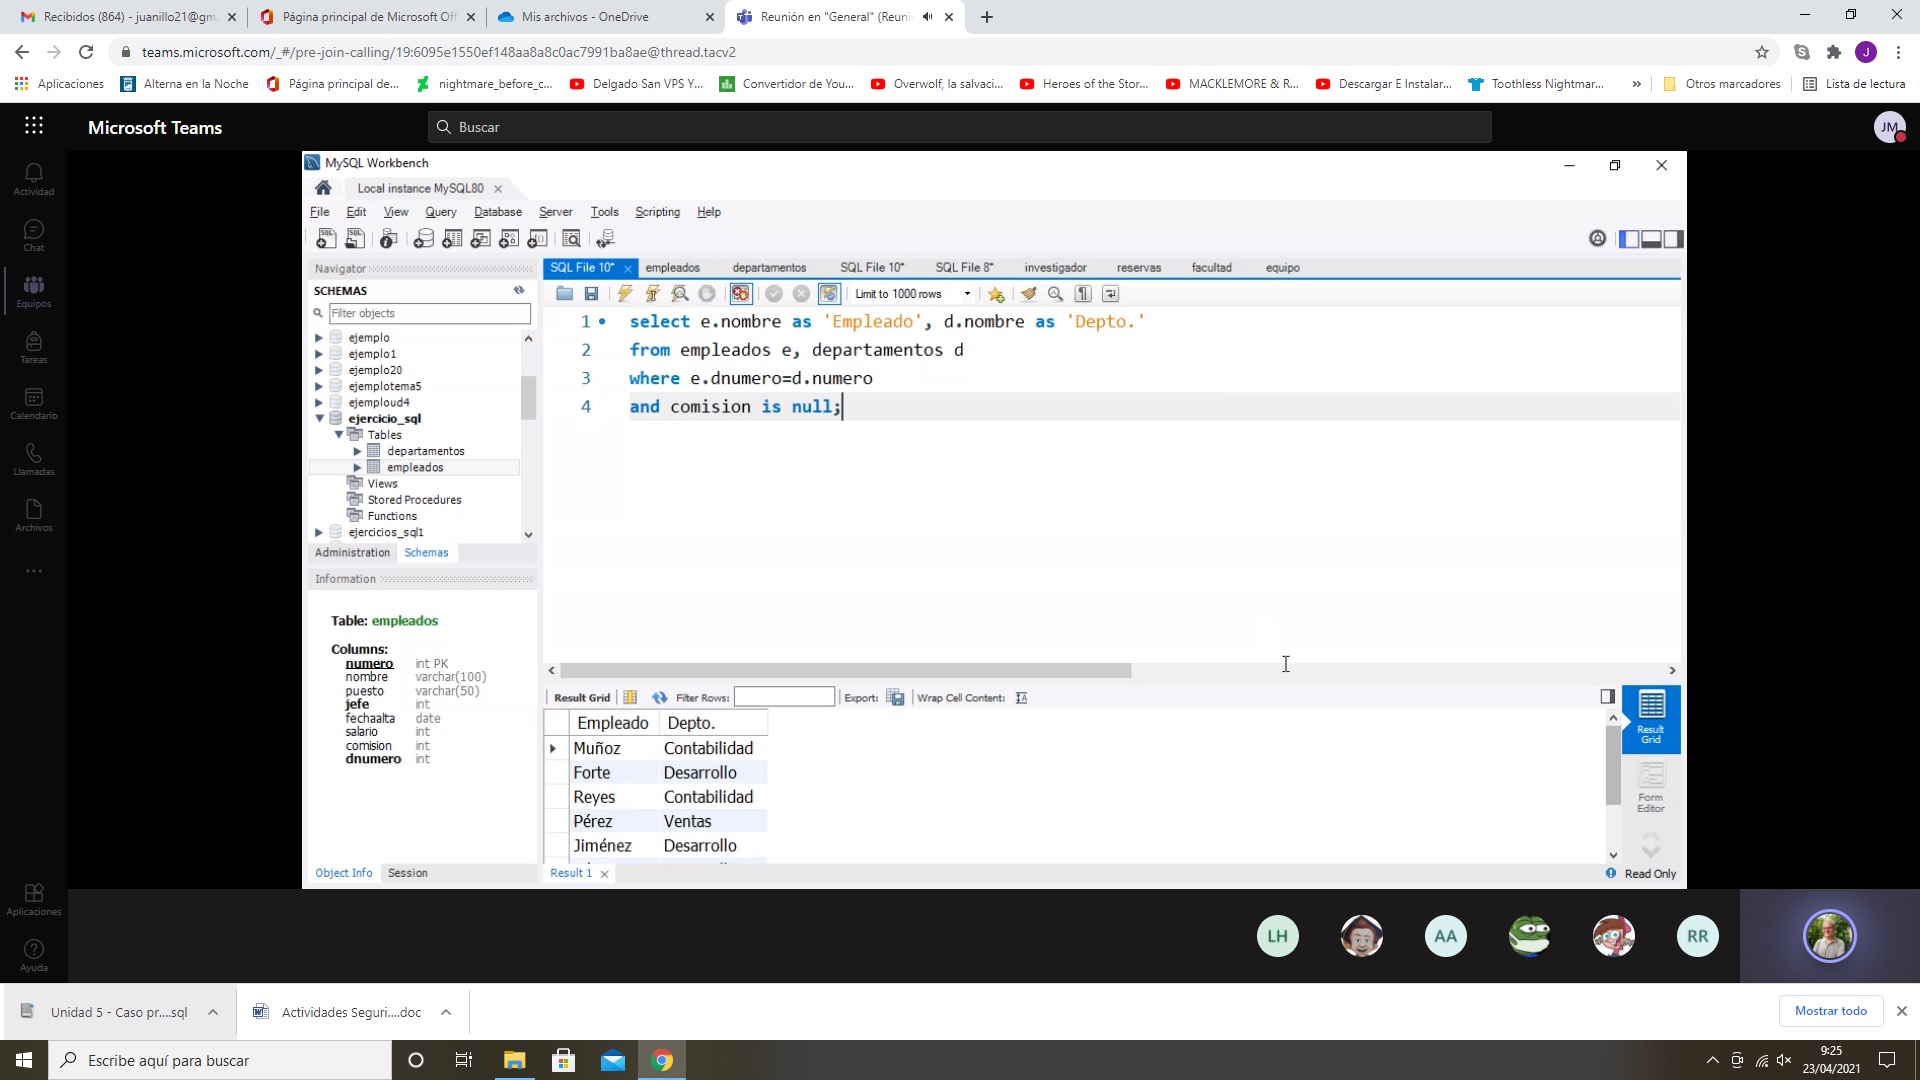 Recibidos (864) - juanillo21@gm
Página principal de Microsoft Off
Mis archivos - OneDrive
Reunión en "General" (Reuni
teams.microsoft.com/_#/pre-join-calling/19:6095e1550ef148aa8a8c0ac7991ba8ae@thread.tacv2
J
Aplicaciones
Alterna en la Noche
Página principal de...
nightmare_before_c...
Delgado San VPS Y...
Convertidor de You...
Overwolf, la salvaci...
Heroes of the Stor...
MACKLEMORE & R...
Descargar E Instalar...
Toothless Nightmar...
»
Otros marcadores
Lista de lectura
Microsoft Teams
Buscar
JM
Actividad
Chat
Equipos
Tareas
Calendario
Llamadas
Archivos
...
Aplicaciones
Ayuda
MySQL Workbench
Local instance MySQL80
File Edit View Query Database Server Tools Scripting Help
Navigator
SCHEMAS
Filter objects
ejemplo
ejemplo1
ejemplo20
ejemplotema5
ejemploud4
ejercicio_sql
Tables
departamentos
empleados
Views
Stored Procedures
Functions
ejercicios_sql1
Administration Schemas
Information
Table: empleados
Columns:
numero int PK
nombre varchar(100)
puesto varchar(50)
jefe int
fechaalta date
salario int
comision int
dnumero int
Object Info Session
SQL File 10* empleados departamentos SQL File 10* SQL File 8* investigador reservas facultad equipo
Limit to 1000 rows
1 select e.nombre as 'Empleado', d.nombre as 'Depto.'
2 from empleados e, departamentos d
3 where e.dnumero=d.numero
4 and comision is null;
Result Grid Filter Rows: Export: Wrap Cell Content:
Empleado Depto.
Muñoz Contabilidad
Forte Desarrollo
Reyes Contabilidad
Pérez Ventas
Jiménez Desarrollo
Result Grid
Form Editor
Result 1
Read Only
LH
AA
RR
Unidad 5 - Caso pr....sql
Actividades Seguri....doc
Mostrar todo
Escribe aquí para buscar
9:25
23/04/2021